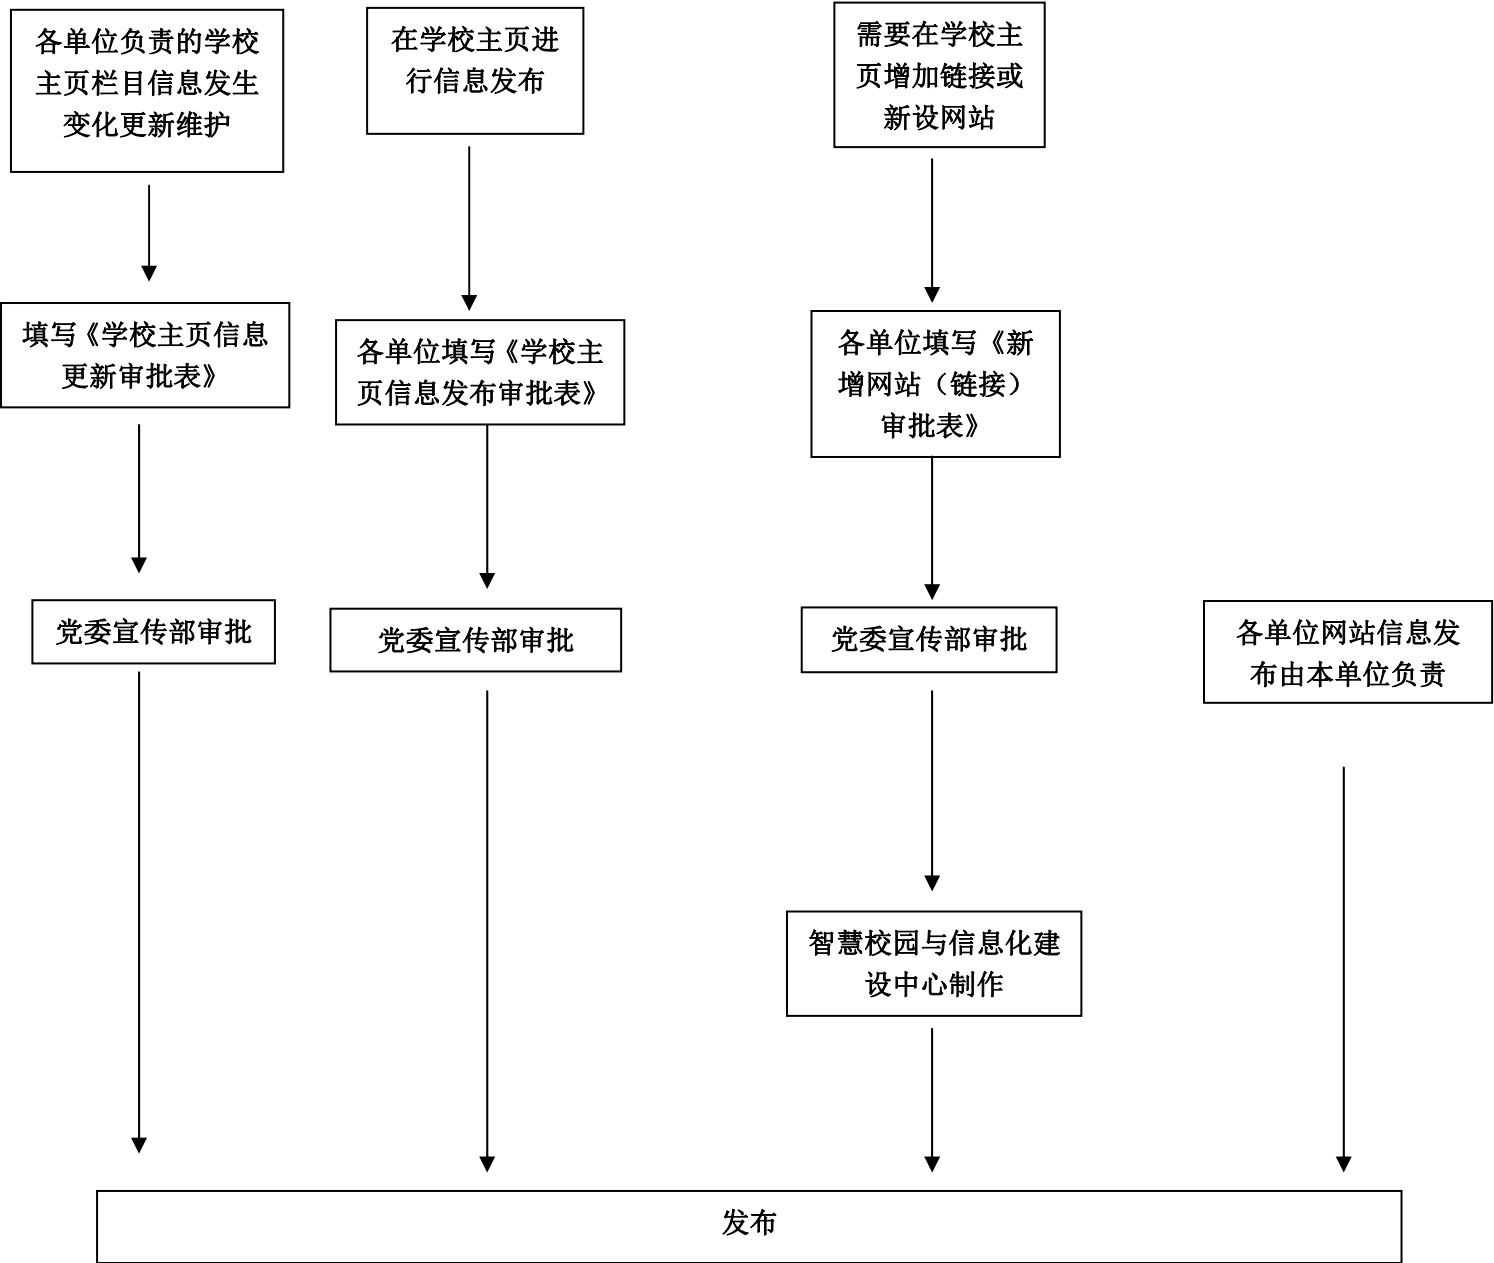 各单位负责的学校
主页栏目信息发生
变化更新维护
在学校主页进
行信息发布
需要在学校主
页增加链接或
新设网站
填写《学校主页信息
更新审批表》
各单位填写《学校主
页信息发布审批表》
各单位填写《新
增网站（链接）
审批表》
党委宣传部审批
党委宣传部审批
党委宣传部审批
各单位网站信息发
布由本单位负责
智慧校园与信息化建
设中心制作
发布